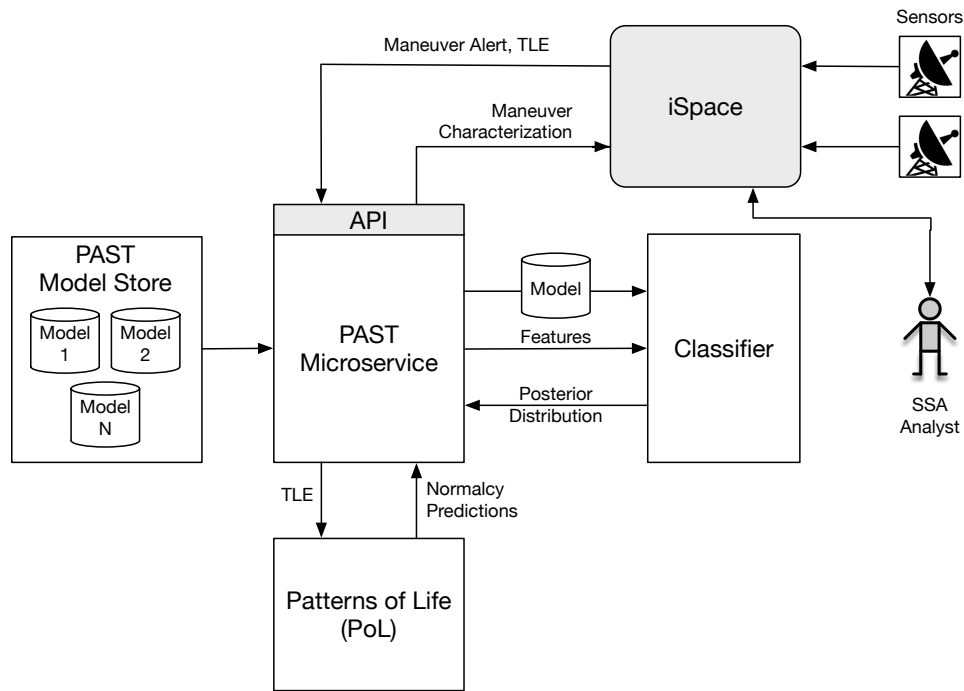 Sensors
Maneuver Alert, TLE
iSpace
Maneuver
Characterization
API
PAST
Model Store
Model
1
Model
2
Model
N
PAST
Microservice
Model
Features
Posterior
Distribution
Classifier
SSA
Analyst
TLE
Normalcy
Predictions
Patterns of Life
(PoL)